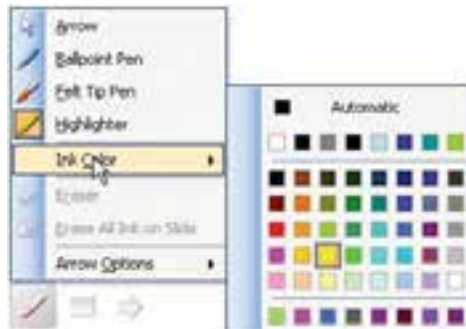 Arrow
Ballpoint Pen
Felt Tip Pen
Highlighter
Ink Color
Eraser
Erase All Ink on Slide
Arrow Options
Automatic